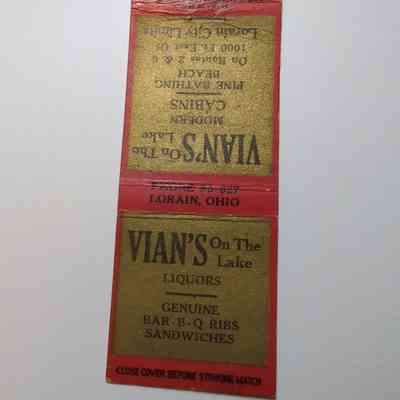 VIAN'S On The
Lake
MODERN
CABINS
FINE BATHING
BEACH
On Routes 2 & 6
1000 Ft. East Of
Lorain City Limits
LORAIN, OHIO
VIAN'S On The
Lake
LIQUORS
GENUINE
BAR-B-Q RIBS
SANDWICHES
CLOSE COVER BEFORE STRIKING MATCH